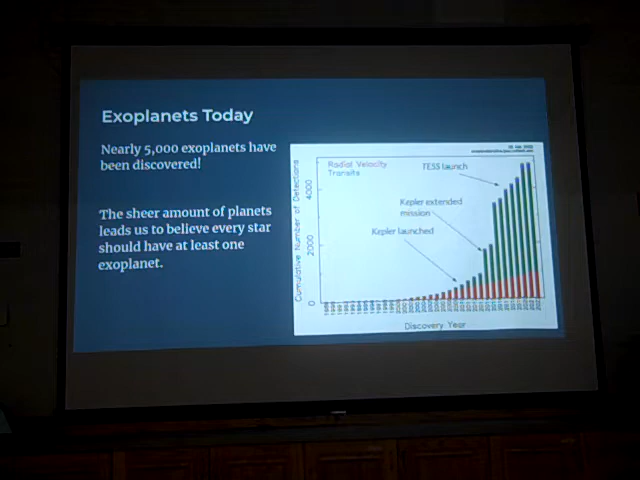 Exoplanets Today
Nearly 5,000 exoplanets have
been discovered!
The sheer amount of planets
leads us to believe every star
should have at least one
exoplanet.
Radial Velocity
Transits
TESS launch
Kepler extended
mission
Kepler launched
Cumulative Number of Detections
0
2000
4000
Discovery Year